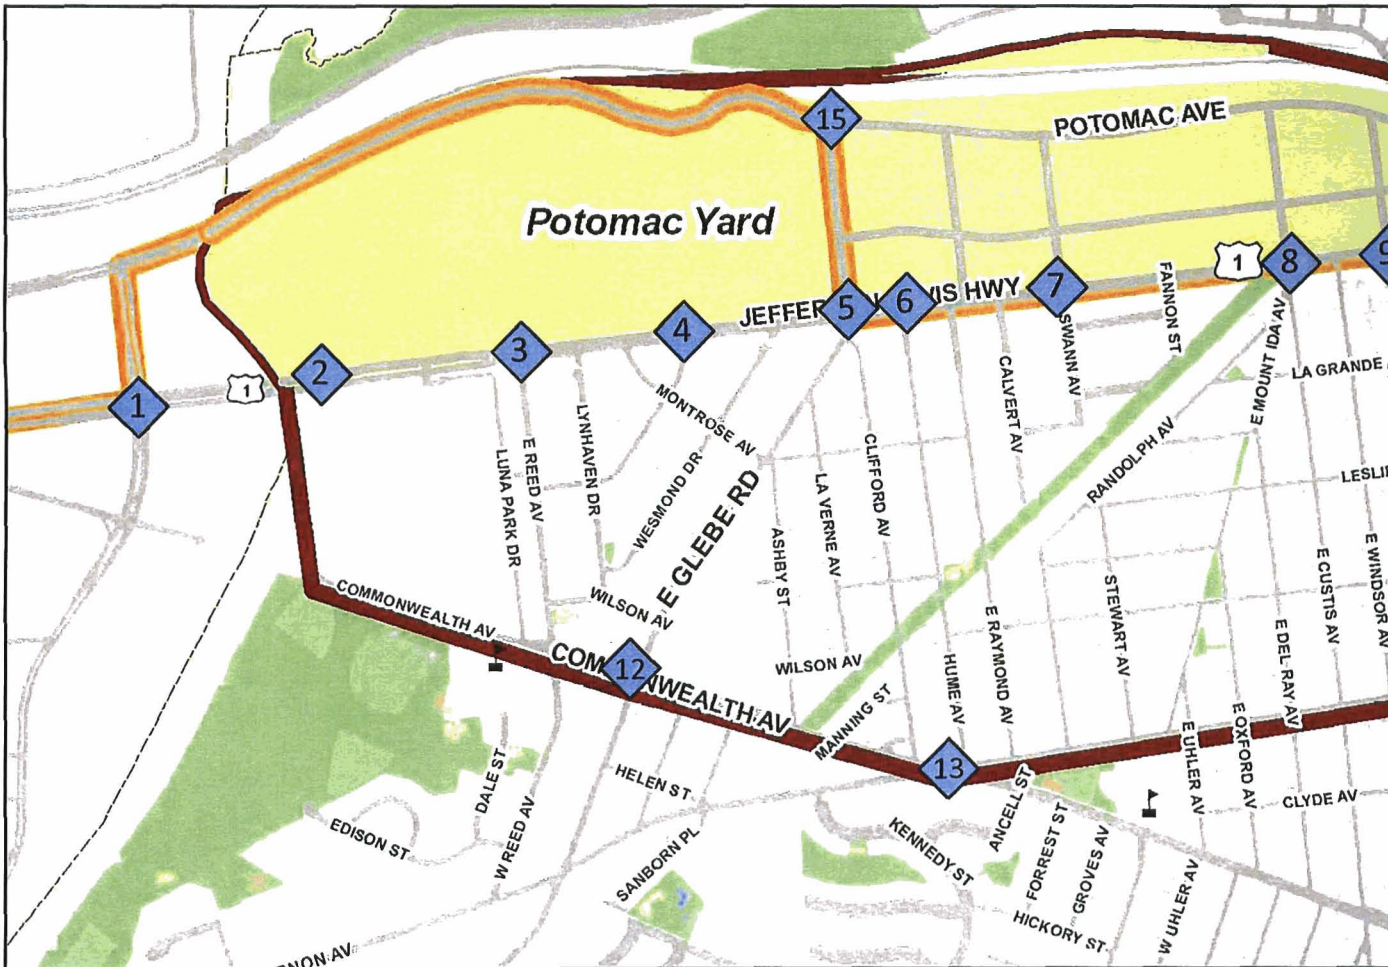 15
POTOMAC AVE
Potomac Yard
1
8
9
7
5
6
JEFFER
VIS HWY
4
3
2
1
1
FANNON ST
SWANN AV
E MOUNT IDA AV
LA GRANDE
CALVERT AV
MONTROSE AV
RANDOLPH AV
LYNHAVEN DR
E REED AV
LUNA PARK DR
WESMOND DR
E GLEBE RD
CLIFFORD AV
LA VERNE AV
ASHBY ST
LESLIE
E WINDSOR AV
E CUSTIS AV
STEWART AV
E RAYMOND AV
HUME AV
E DEL RAY AV
COMMONWEALTH AV
WILSON AV
WILSON AV
12
COM
NWEALTH AV
MANNING ST
13
E UHLER AV
E OXFORD AV
CLYDE AV
DALE ST
HELEN ST
EDISON ST
W REED AV
SANBORN PL
KENNEDY ST
ANCELL ST
FORREST ST
GROVES AV
HICKORY ST
W UHLER AV
NON AV